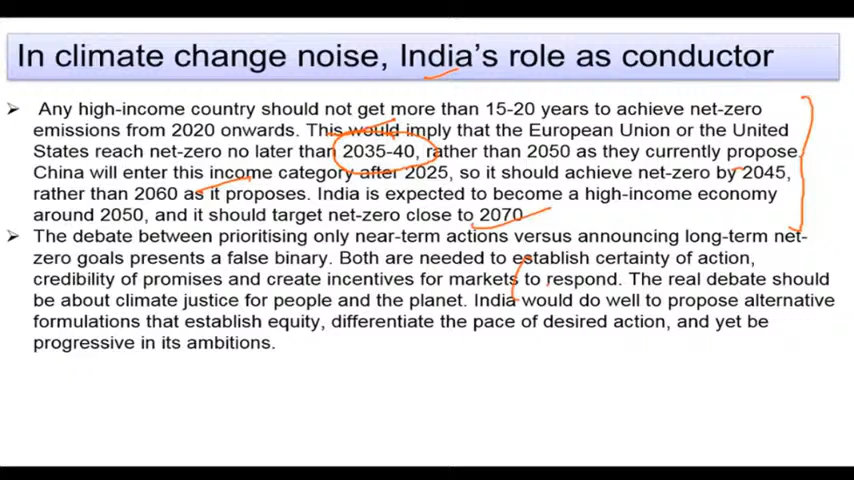 In climate change noise, India's role as conductor
➢ Any high-income country should not get more than 15-20 years to achieve net-zero
emissions from 2020 onwards. This would imply that the European Union or the United
States reach net-zero no later than 2035-40, rather than 2050 as they currently propose.
China will enter this income category after 2025, so it should achieve net-zero by 2045,
rather than 2060 as it proposes. India is expected to become a high-income economy
around 2050, and it should target net-zero close to 2070.
➢ The debate between prioritising only near-term actions versus announcing long-term net-
zero goals presents a false binary. Both are needed to establish certainty of action,
credibility of promises and create incentives for markets to respond. The real debate should
be about climate justice for people and the planet. India would do well to propose alternative
formulations that establish equity, differentiate the pace of desired action, and yet be
progressive in its ambitions.